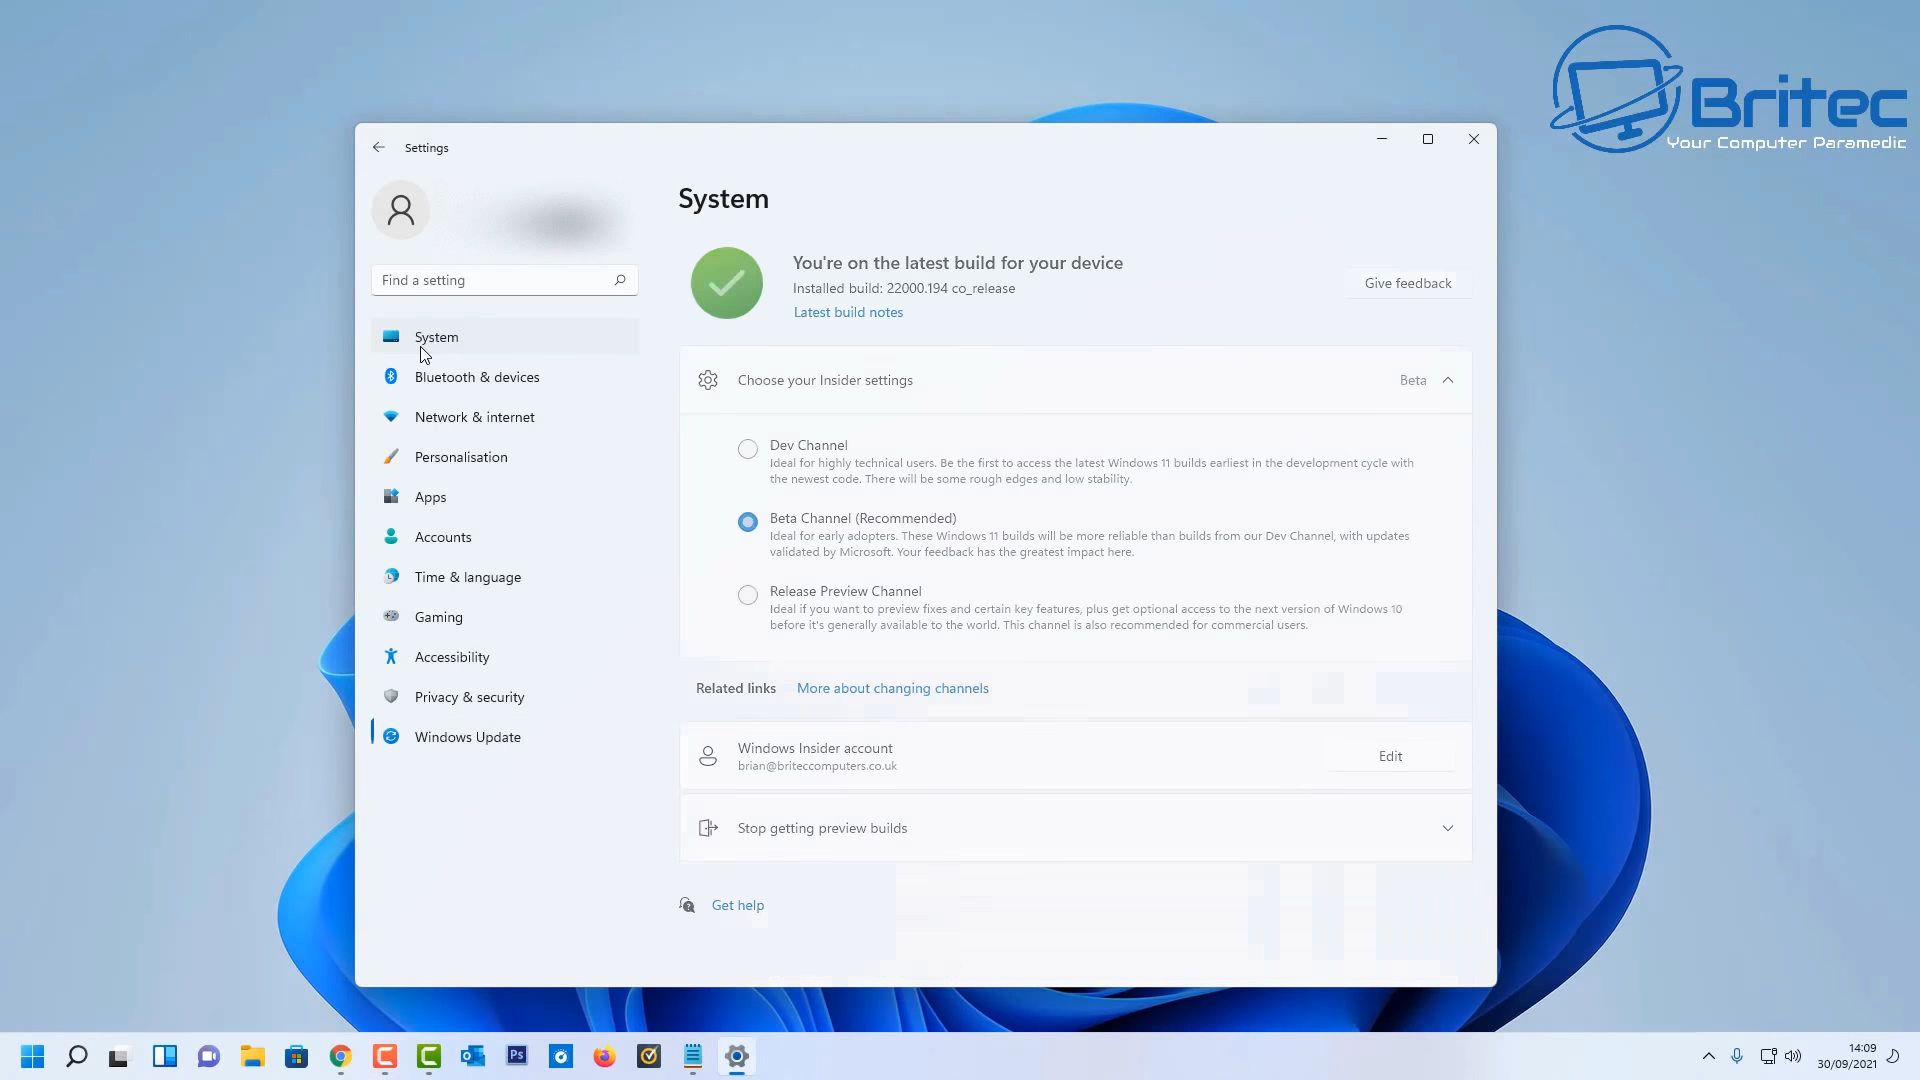 Britec
Your Computer Paramedic
Settings
System
Find a setting
You're on the latest build for your device
Installed build: 22000.194 co_release
Latest build notes
Give feedback
System
Bluetooth & devices
Network & internet
Personalisation
Apps
Accounts
Time & language
Gaming
Accessibility
Privacy & security
Windows Update
Choose your Insider settings
Beta
Dev Channel
Ideal for highly technical users. Be the first to access the latest Windows 11 builds earliest in the development cycle with
the newest code. There will be some rough edges and low stability.
Beta Channel (Recommended)
Ideal for early adopters. These Windows 11 builds will be more reliable than builds from our Dev Channel, with updates
validated by Microsoft. Your feedback has the greatest impact here.
Release Preview Channel
Ideal if you want to preview fixes and certain key features, plus get optional access to the next version of Windows 10
before it's generally available to the world. This channel is also recommended for commercial users.
Related links More about changing channels
Windows Insider account
brian@briteccomputers.co.uk
Edit
Stop getting preview builds
Get help
Ps
14:09
30/09/2021